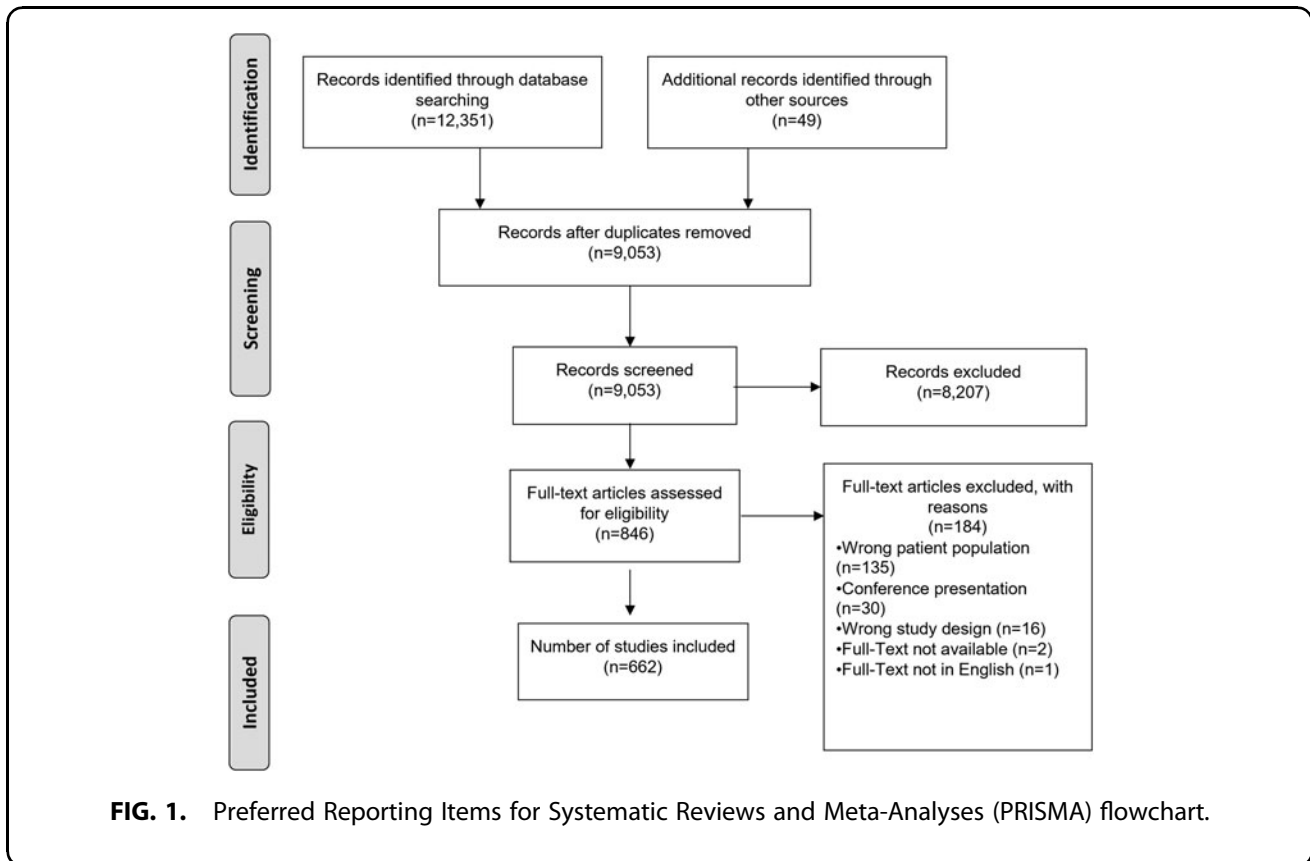 Identification
Records identified through database
searching
(n=12,351)
Additional records identified through
other sources
(n=49)
Screening
Records after duplicates removed
(n=9,053)
Records screened
(n=9,053)
Records excluded
(n=8,207)
Eligibility
Full-text articles assessed
for eligibility
(n=846)
Full-text articles excluded, with
reasons
(n=184)
•Wrong patient population
(n=135)
•Conference presentation
(n=30)
•Wrong study design (n=16)
•Full-Text not available (n=2)
•Full-Text not in English (n=1)
Included
Number of studies included
(n=662)
FIG. 1. Preferred Reporting Items for Systematic Reviews and Meta-Analyses (PRISMA) flowchart.